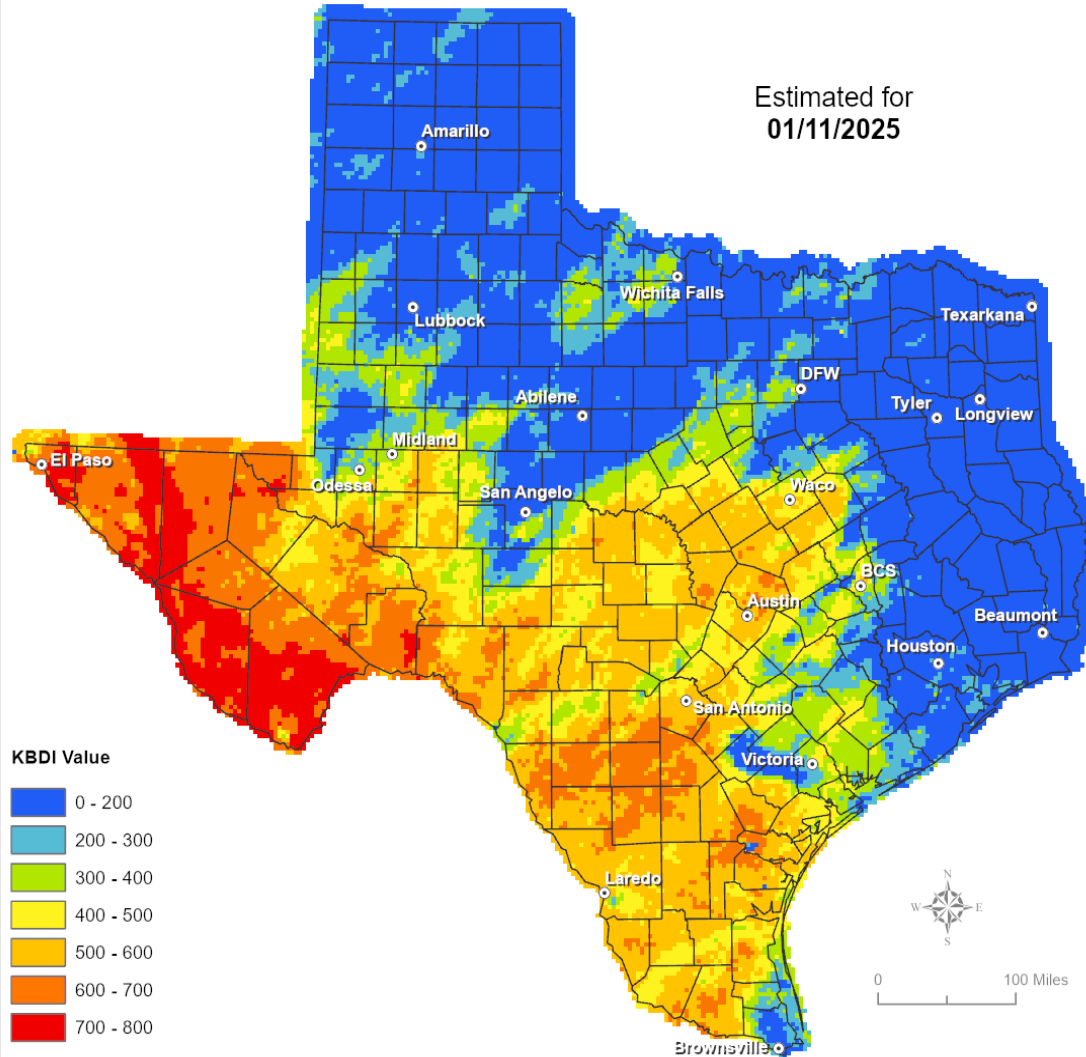 Estimated for
01/11/2025
Amarillo
Wichita Falls
Lubbock
Texarkana
DFW
Abilene
Tyler
Longview
Midland
El Paso
Odessa
San Angelo
Waco
BCS
Austin
Beaumont
Houston
San Antonio
Victoria
KBDI Value
0 - 200
200 - 300
300 - 400
400 - 500
500 - 600
600 - 700
700 - 800
Laredo
N
W E
S
0 100 Miles
Brownsville